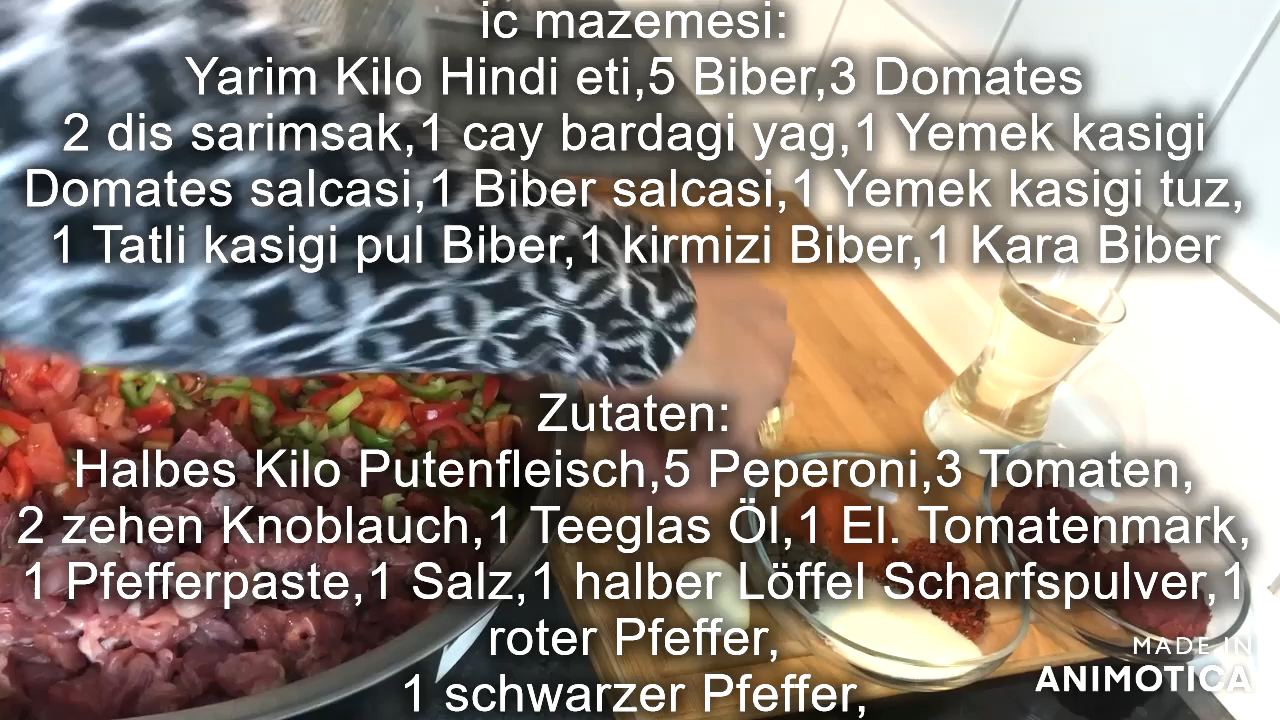 ic mazemesi:
Yarim Kilo Hindi eti,5 Biber,3 Domates
2 dis sarimsak,1 cay bardagi yag,1 Yemek kasigi
Domates salcasi,1 Biber salcasi,1 Yemek kasigi tuz,
1 Tatli kasigi pul Biber,1 kirmizi Biber,1 Kara Biber
Zutaten:
Halbes Kilo Putenfleisch,5 Peperoni,3 Tomaten,
2 zehen Knoblauch,1 Teeglas Öl,1 El. Tomatenmark,
1 Pfefferpaste,1 Salz,1 halber Löffel Scharfspulver,1
roter Pfeffer,
1 schwarzer Pfeffer,
MADE IN
ANIMOTICA